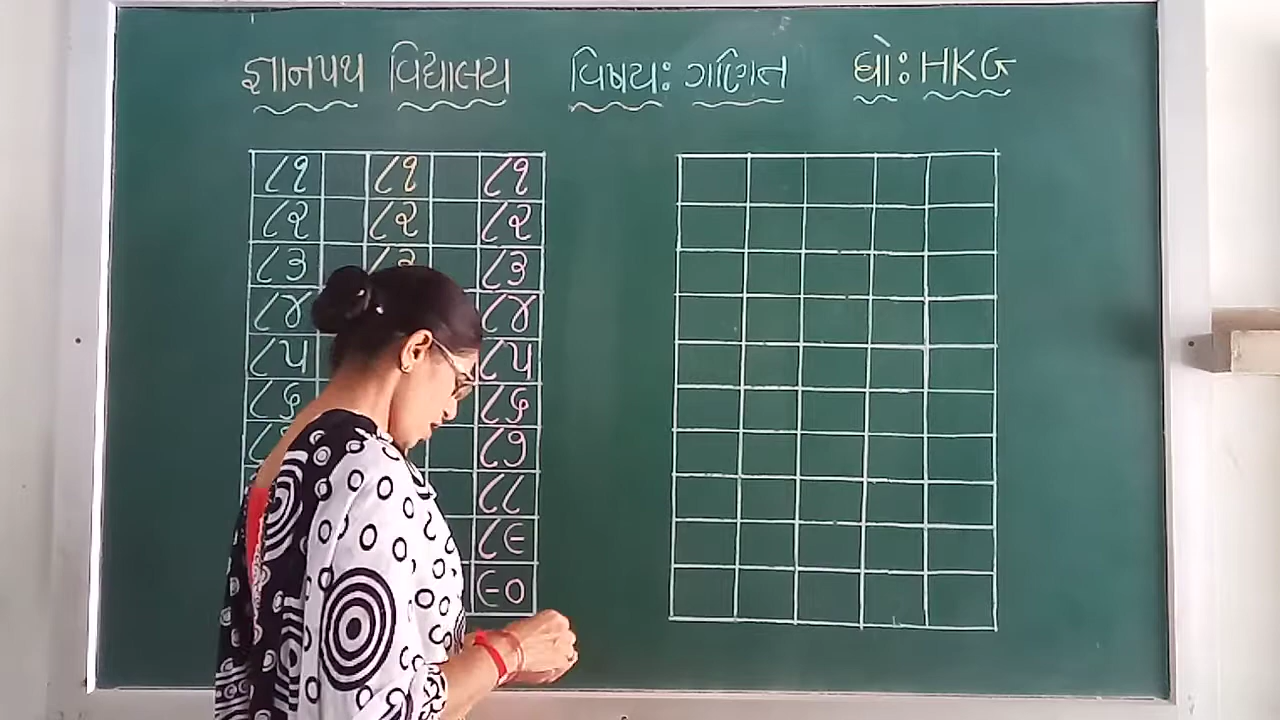 જ્ઞાનપથ વિદ્યાલય વિષયઃ ગણિત ધોઃ HKG
૮૧ ૮૧ ૮૧
૮૨ ૮૨ ૮૨
૮૩ ૮૩ ૮૩
૮૪ ૮૪
૮૫ ૮૫
૮૬ ૮૬
૮૭
૮૮
૮૯
૯૦